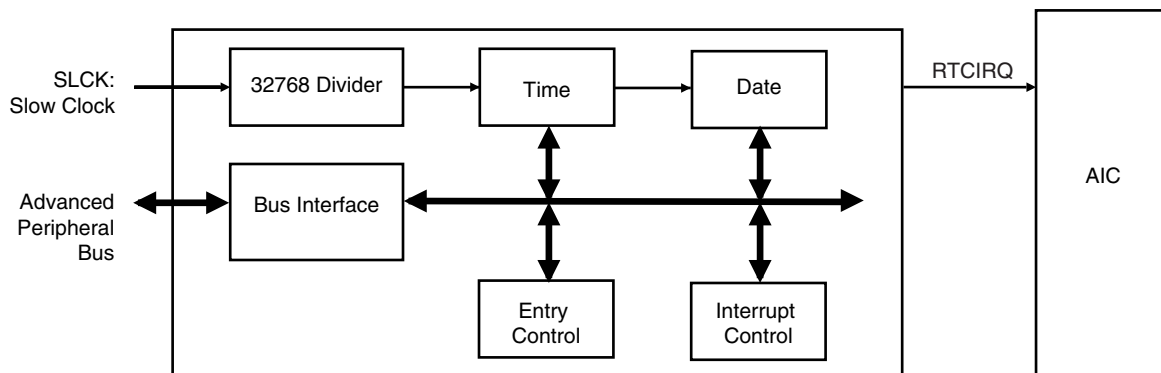 SLCK:
Slow Clock
32768 Divider
Time
Date
RTCIRQ
AIC
Advanced
Peripheral
Bus
Bus Interface
Entry
Control
Interrupt
Control